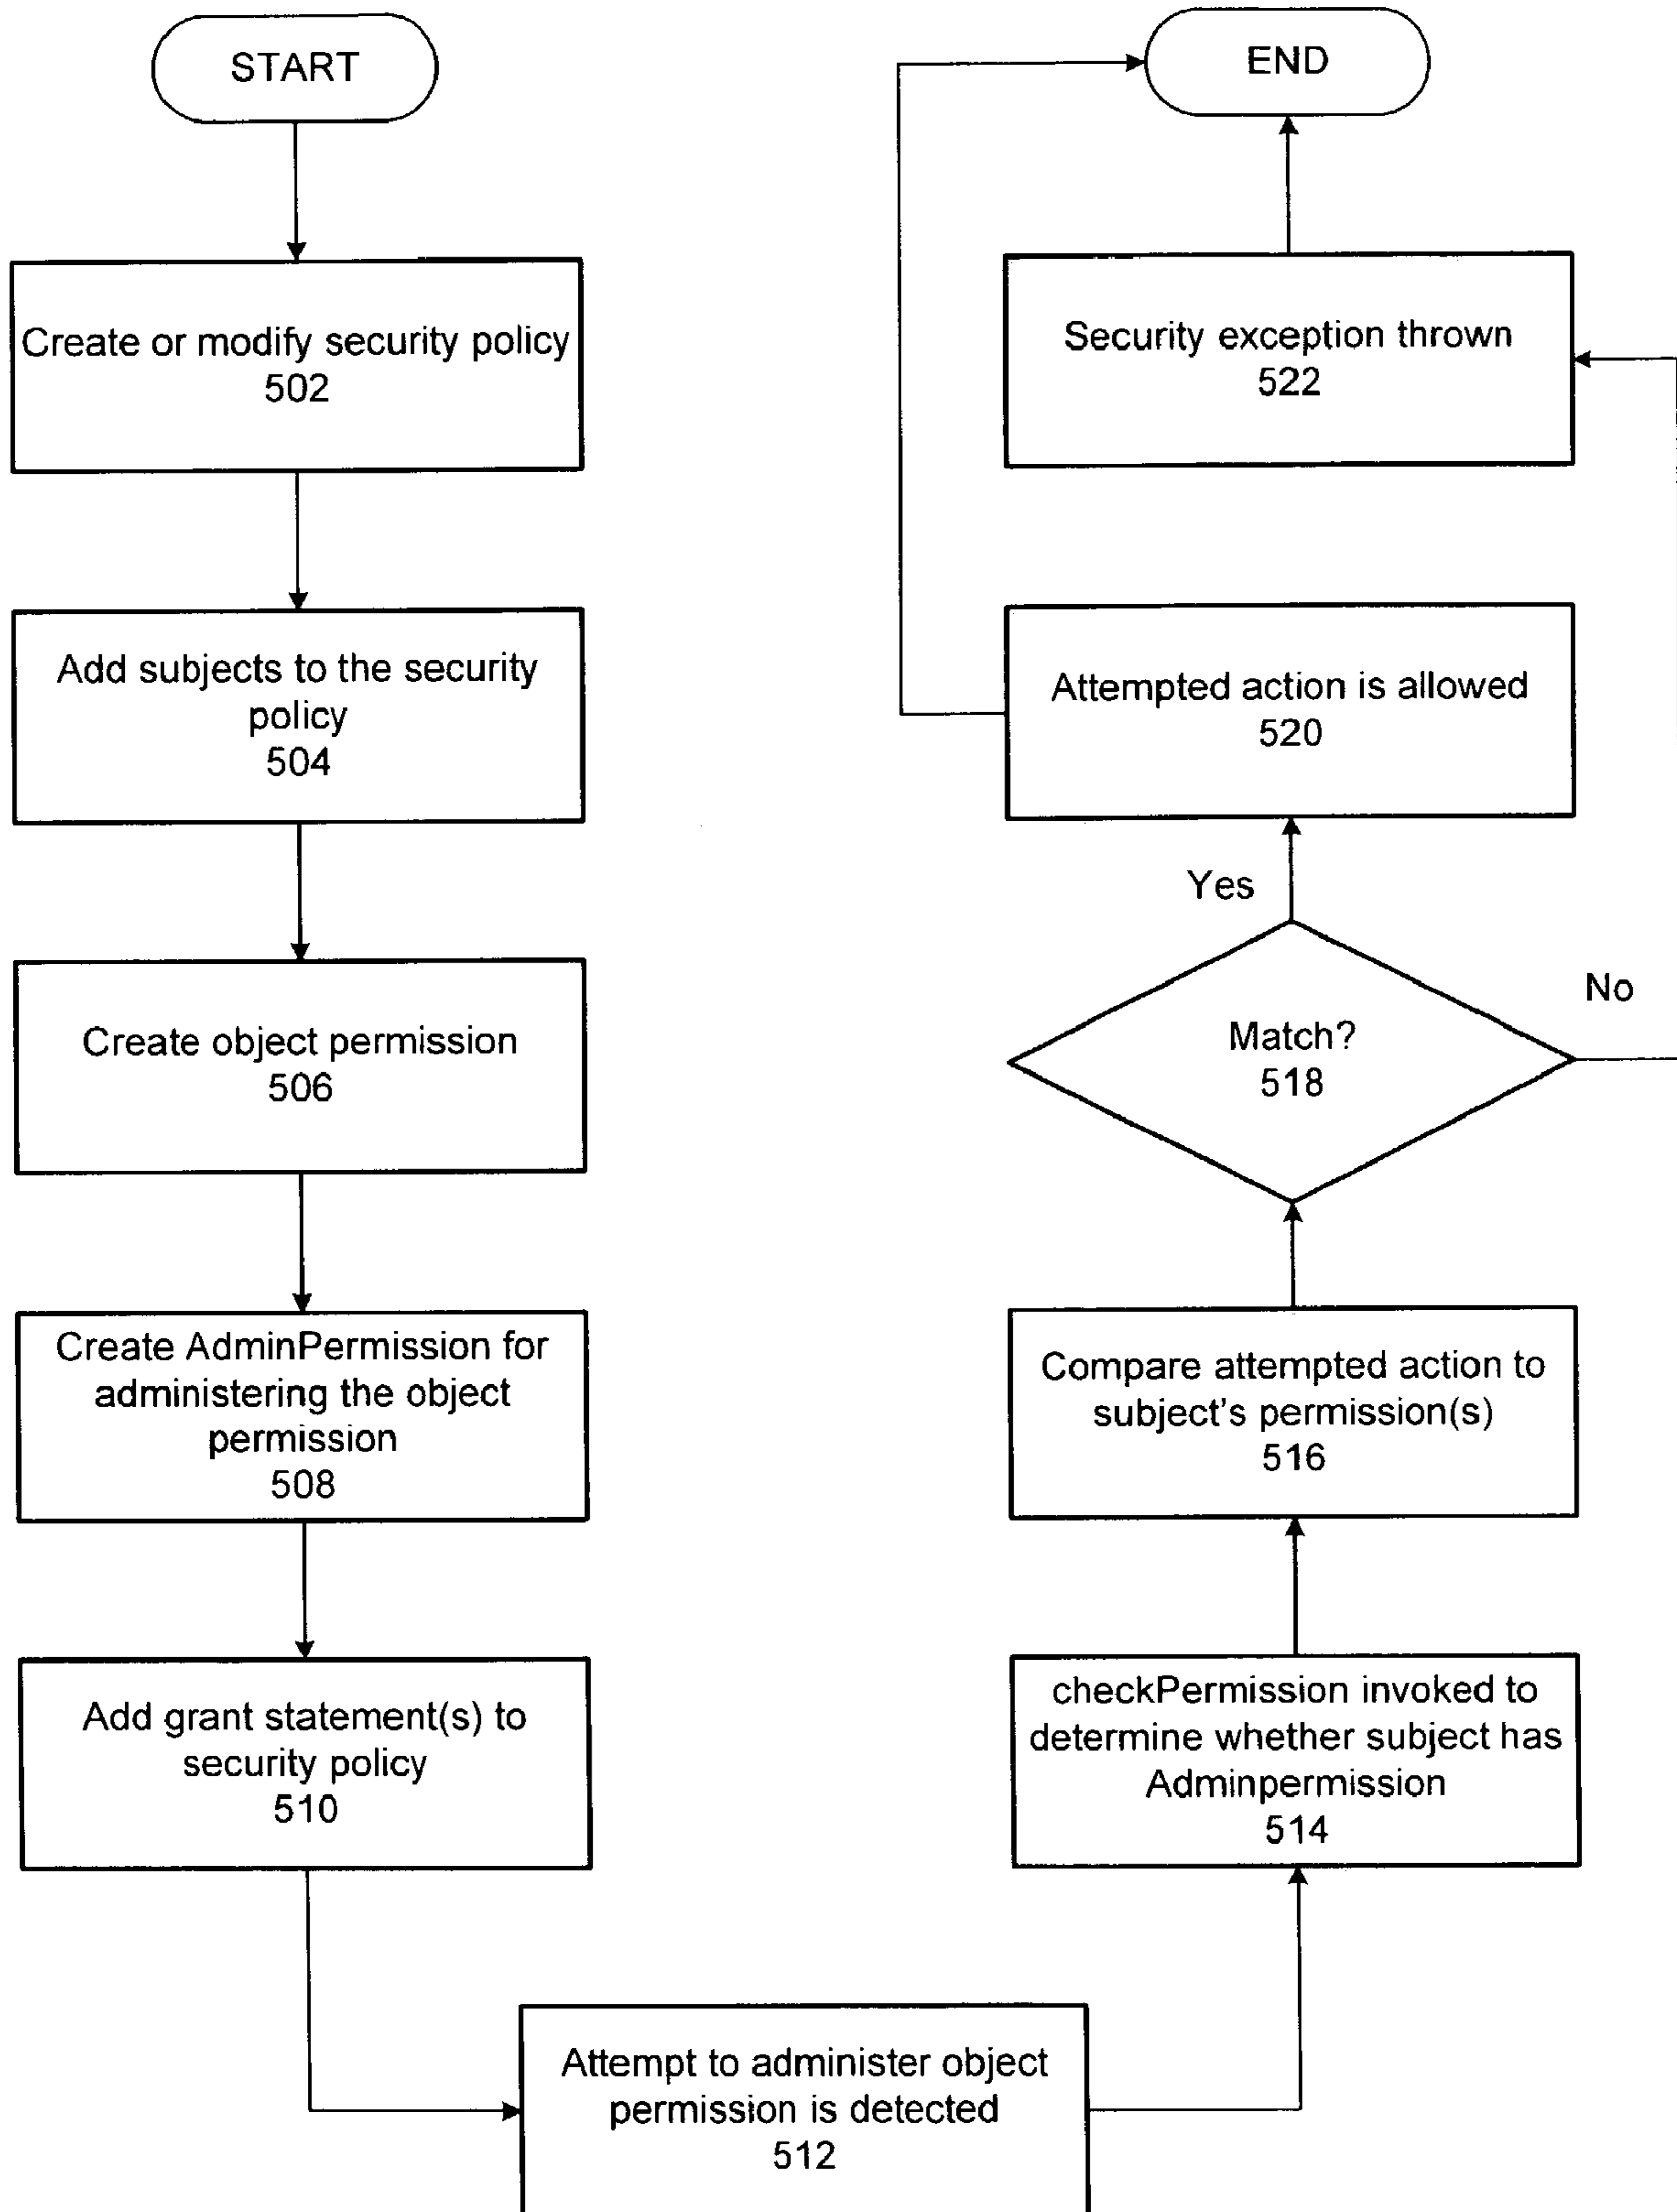 START
Create or modify security policy
502
Add subjects to the security
policy
504
Create object permission
506
Create AdminPermission for
administering the object
permission
508
Add grant statement(s) to
security policy
510
Attempt to administer object
permission is detected
512
checkPermission invoked to
determine whether subject has
Adminpermission
514
Compare attempted action to
subject's permission(s)
516
Match?
518
Yes
No
Attempted action is allowed
520
Security exception thrown
522
END